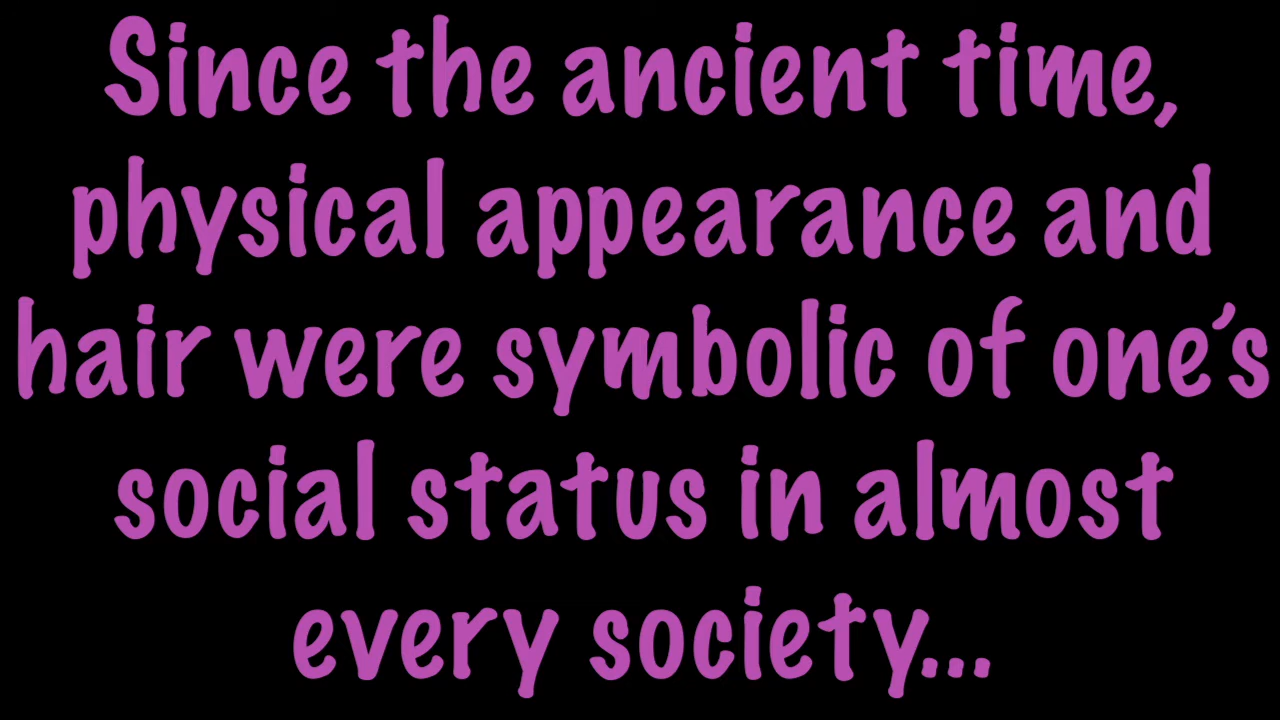 Since the ancient time,
physical appearance and
hair were symbolic of one's
social status in almost
every society...